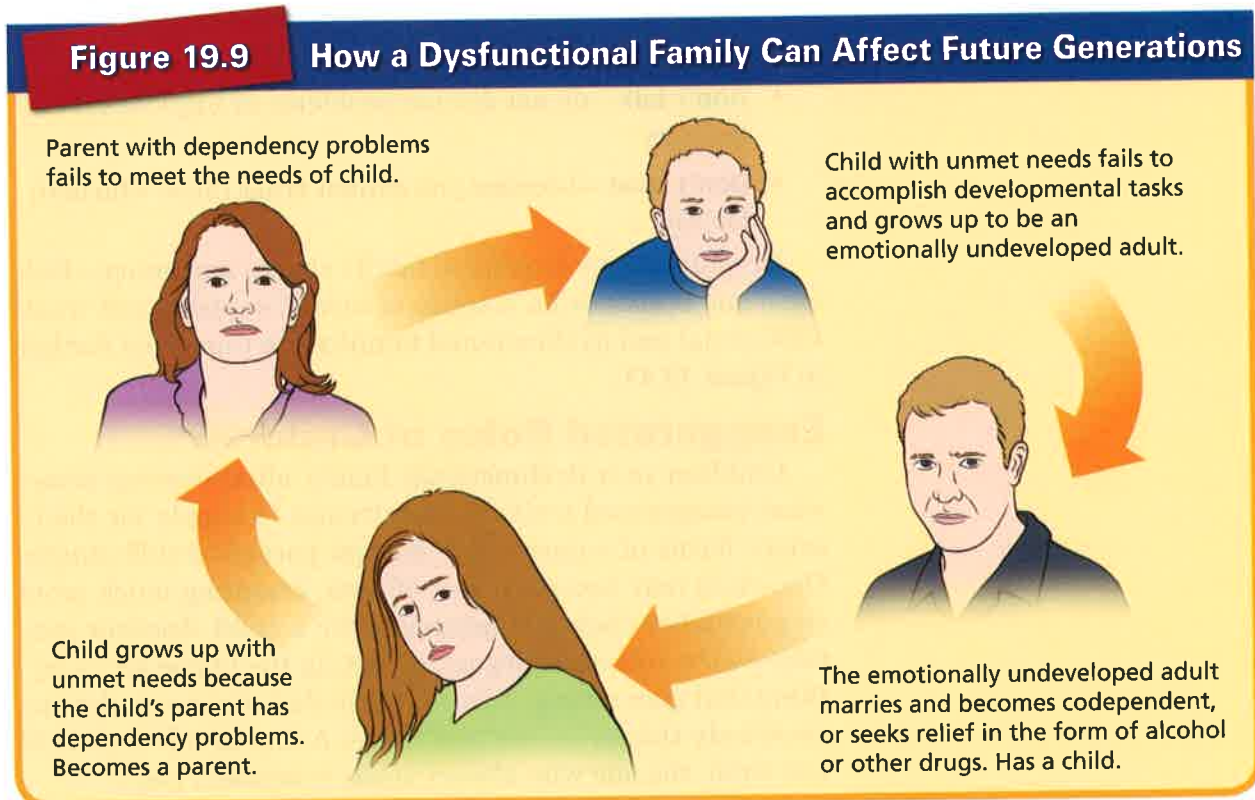 Figure 19.9 How a Dysfunctional Family Can Affect Future Generations
Parent with dependency problems
fails to meet the needs of child.
Child with unmet needs fails to
accomplish developmental tasks
and grows up to be an
emotionally undeveloped adult.
The emotionally undeveloped adult
marries and becomes codependent,
or seeks relief in the form of alcohol
or other drugs. Has a child.
Child grows up with
unmet needs because
the child's parent has
dependency problems.
Becomes a parent.